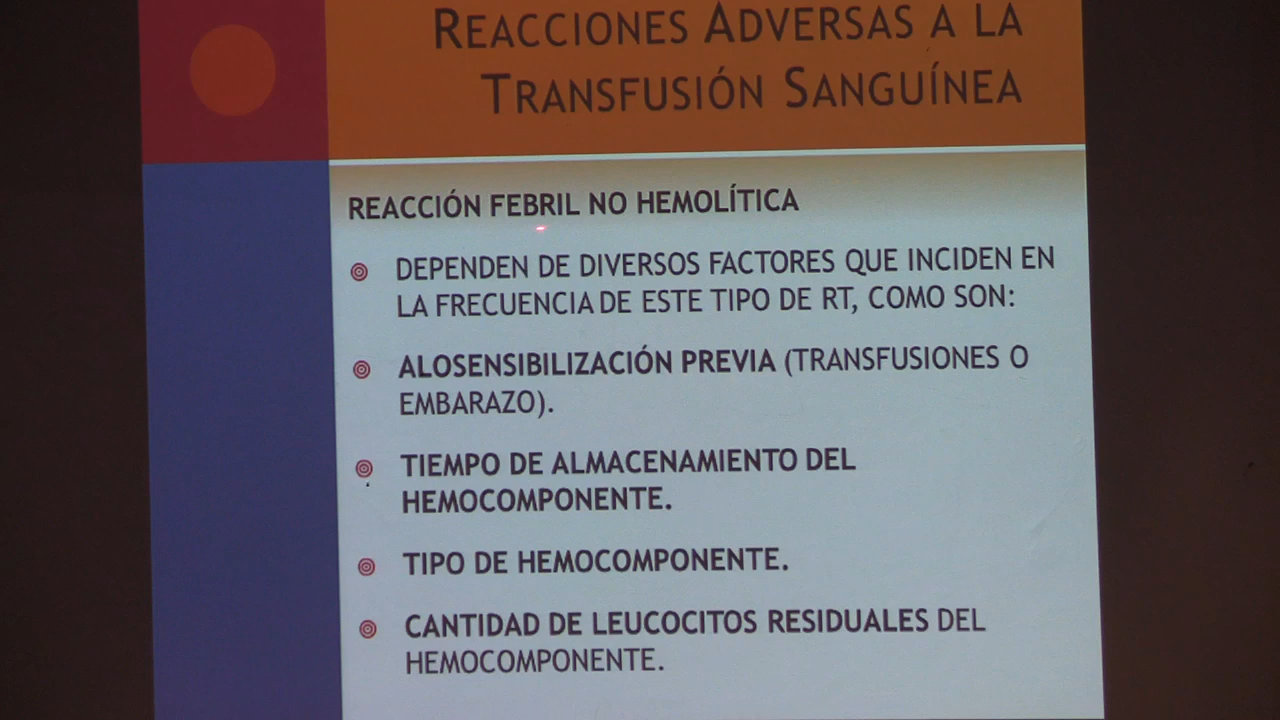 REACCIONES ADVERSAS A LA
TRANSFUSIÓN SANGUÍNEA
REACCIÓN FEBRIL NO HEMOLÍTICA
DEPENDEN DE DIVERSOS FACTORES QUE INCIDEN EN
LA FRECUENCIA DE ESTE TIPO DE RT, COMO SON:
ALOSENSIBILIZACIÓN PREVIA (TRANSFUSIONES O
EMBARAZO).
TIEMPO DE ALMACENAMIENTO DEL
HEMOCOMPONENTE.
TIPO DE HEMOCOMPONENTE.
CANTIDAD DE LEUCOCITOS RESIDUALES DEL
HEMOCOMPONENTE.